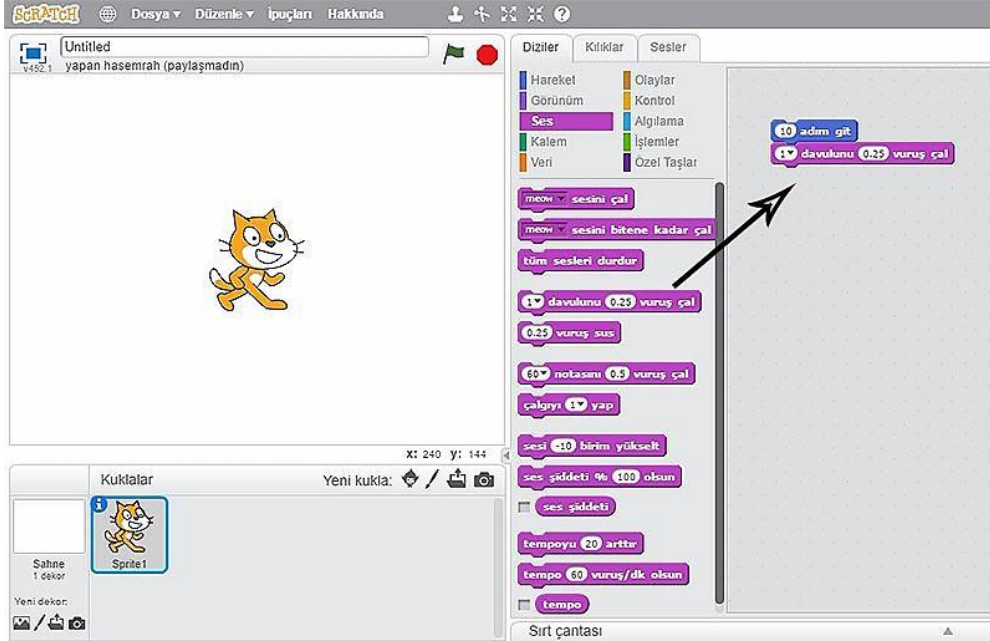 SCRATCH Dosya▾ Düzenle▾ İpuçları Hakkında
Untitled
v452.1 yapan hasemrah (paylaşmadın)
X: 240 y: 144
Kuklalar Yeni kukla:
Sahne
1 dekor
Sprite1
Yeni dekor:
Diziler Kılıklar Sesler
Hareket Olaylar
Görünüm Kontrol
Ses Algılama
Kalem İşlemler
Veri Özel Taşlar
meow sesini çal
meow sesini bitene kadar çal
tüm sesleri durdur
1 davulunu 0.25 vuruş çal
0.25 vuruş sus
60 notasını 0.5 vuruş çal
çalgıyı 1 yap
sesi -10 birim yükselt
ses şiddeti % 100 olsun
ses şiddeti
tempoyu 20 arttır
tempo 60 vuruş/dk olsun
tempo
10 adım git
1 davulunu 0.25 vuruş çal
Sırt çantası